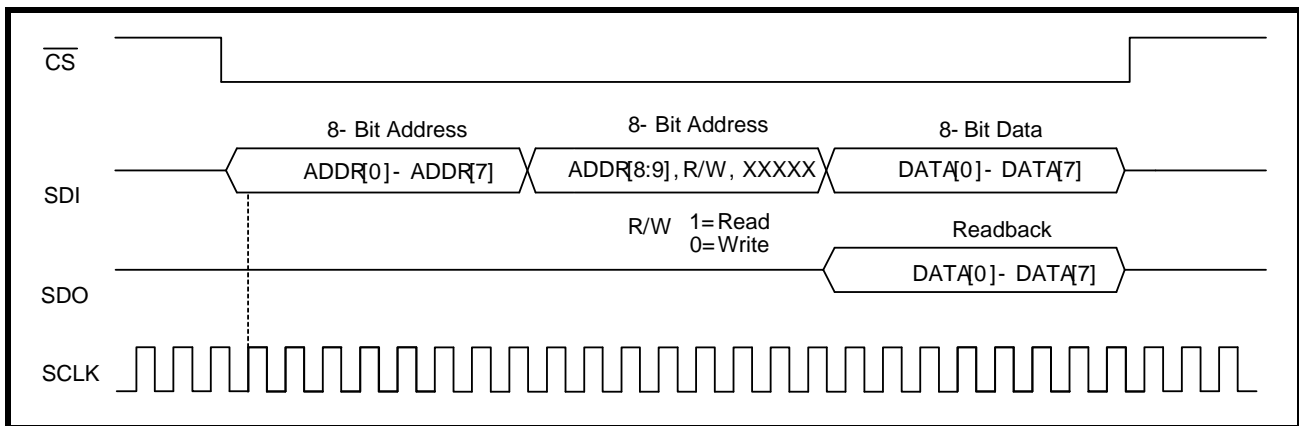 CS
8- Bit Address
8- Bit Address
8- Bit Data
SDI
ADDR[0]- ADDR[7]
ADDR[8:9], R/W, XXXXX
DATA[0]- DATA[7]
R/W
1=Read
0=Write
Readback
SDO
DATA[0]- DATA[7]
SCLK